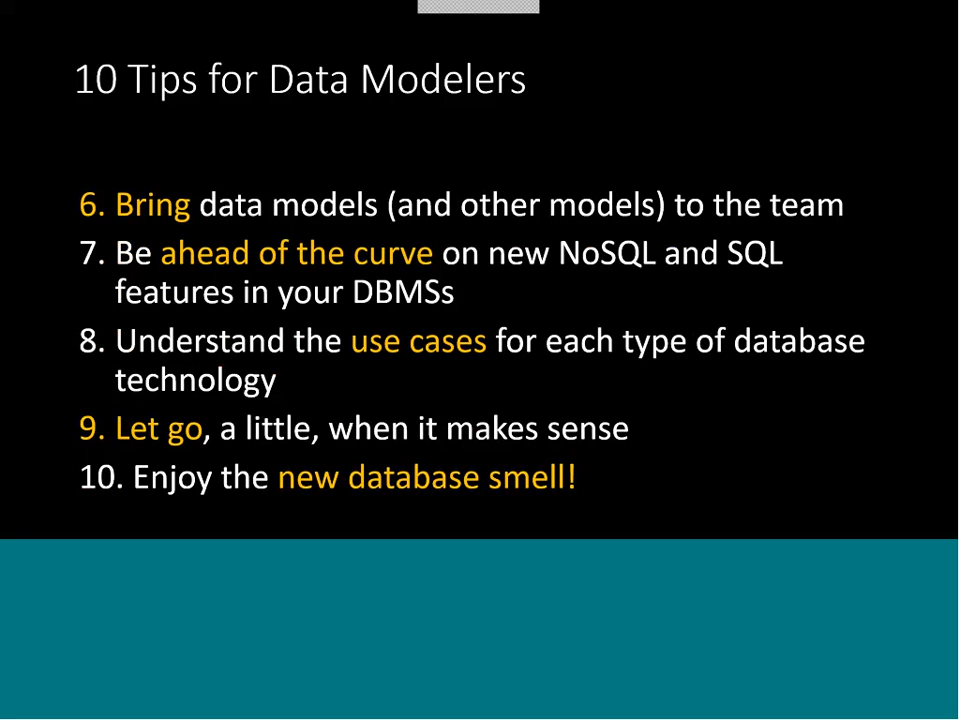 10 Tips for Data Modelers
6. Bring data models (and other models) to the team
7. Be ahead of the curve on new NoSQL and SQL
features in your DBMSs
8. Understand the use cases for each type of database
technology
9. Let go, a little, when it makes sense
10. Enjoy the new database smell!